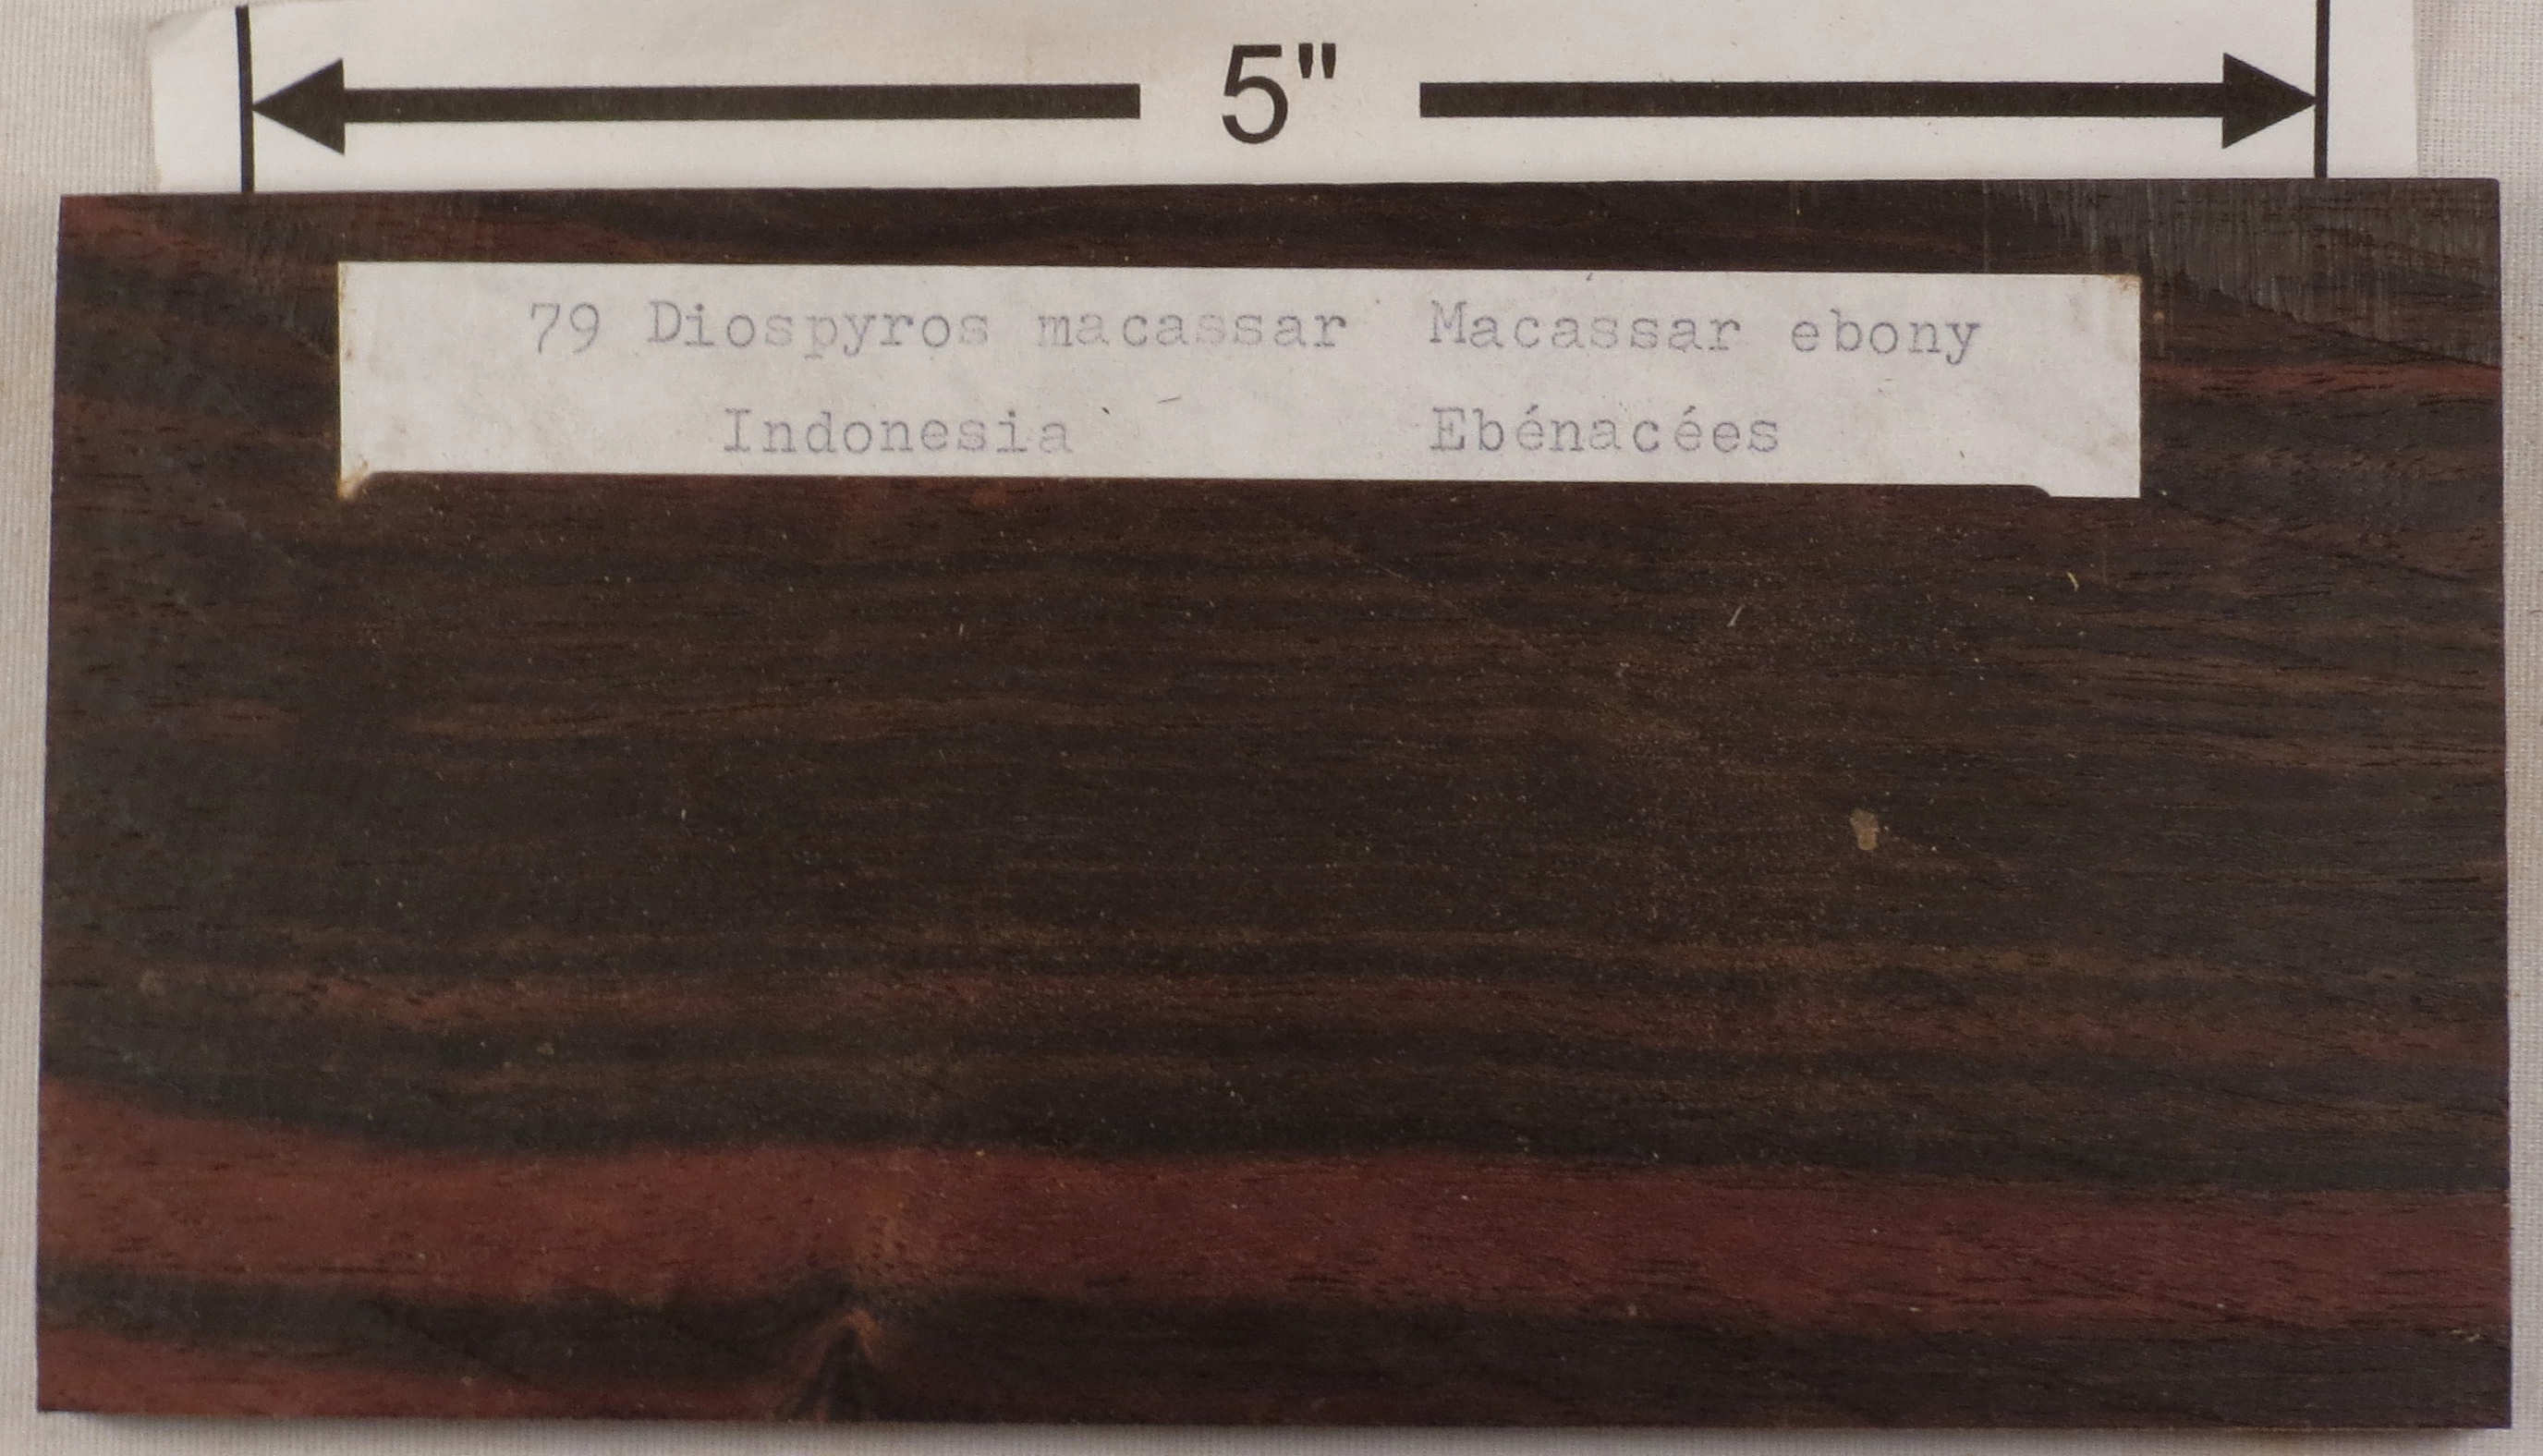 5"
79 Diospyros macassar Macassar ebony
Indonesia Ebénacées